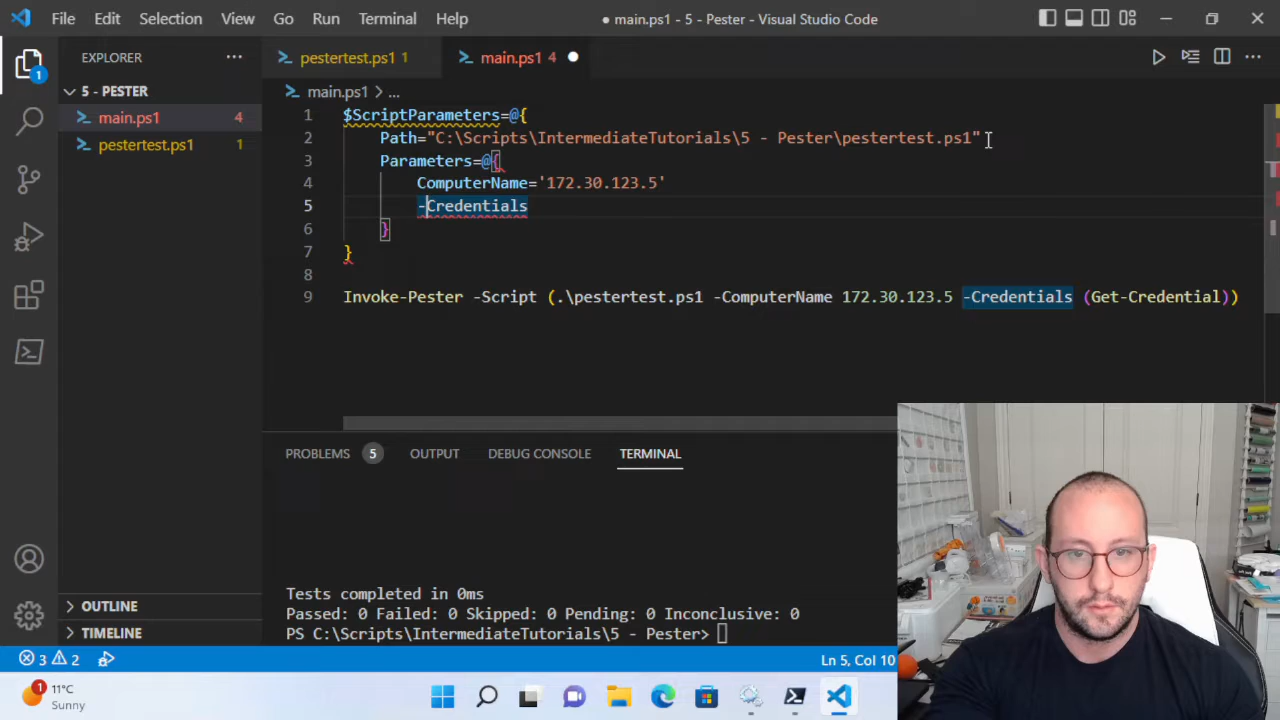 File Edit Selection View Go Run Terminal Help
● main.ps1 - 5 - Pester - Visual Studio Code
EXPLORER ...
pestertest.ps1 1
main.ps1 4 ●
5 - PESTER
main.ps1 > ...
main.ps1 4
pestertest.ps1 1
1 $ScriptParameters=@{
2 Path="C:\Scripts\IntermediateTutorials\5 - Pester\pestertest.ps1"
3 Parameters=@{
4 ComputerName='172.30.123.5'
5 -Credentials
6 }
7 }
8
9 Invoke-Pester -Script (.\pestertest.ps1 -ComputerName 172.30.123.5 -Credentials (Get-Credential))
PROBLEMS 5 OUTPUT DEBUG CONSOLE TERMINAL
Tests completed in 0ms
Passed: 0 Failed: 0 Skipped: 0 Pending: 0 Inconclusive: 0
PS C:\Scripts\IntermediateTutorials\5 - Pester>
OUTLINE
TIMELINE
1
3 2
Ln 5, Col 10
1
11°C
Sunny